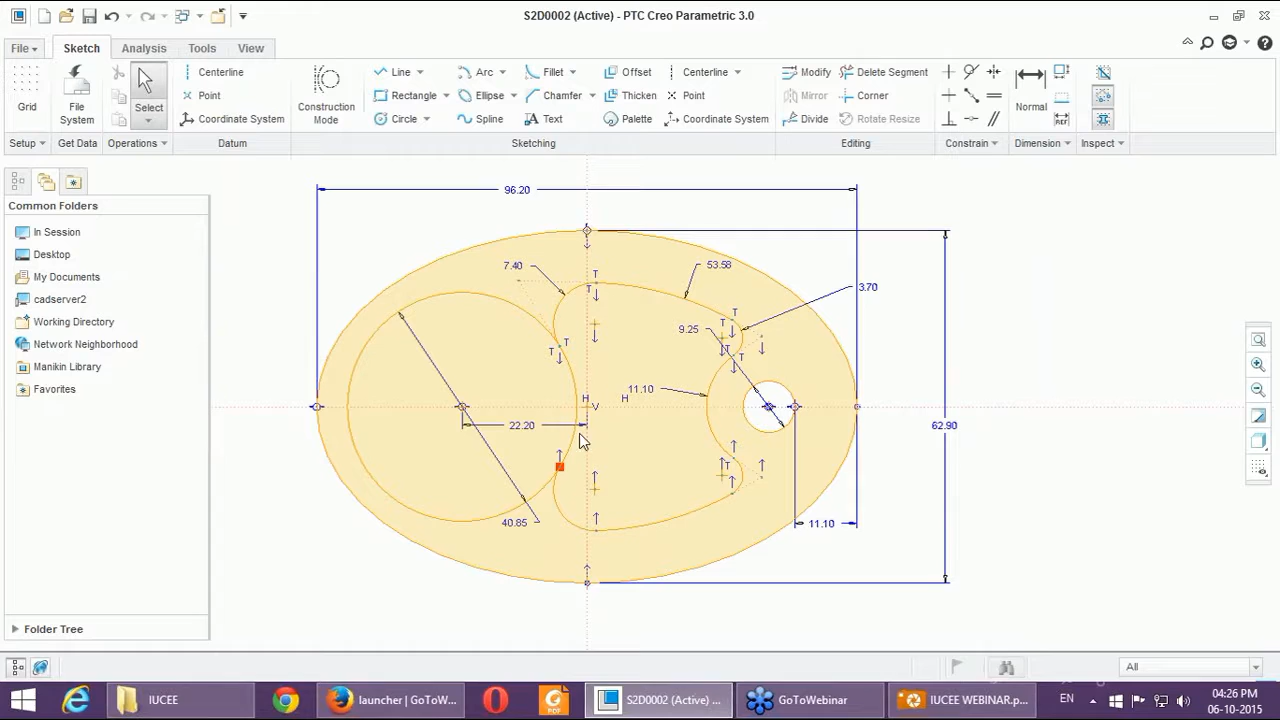 S2D0002 (Active) - PTC Creo Parametric 3.0
File Sketch Analysis Tools View
Grid
File System
Select
Centerline
Point
Coordinate System
Construction Mode
Line Arc Fillet Offset Centerline
Rectangle Ellipse Chamfer Thicken Point
Circle Spline Text Palette Coordinate System
Modify Delete Segment
Mirror Corner
Divide Rotate Resize
Normal
REF
Setup Get Data Operations Datum Sketching Editing Constrain Dimension Inspect
Common Folders
In Session
Desktop
My Documents
cadserver2
Working Directory
Network Neighborhood
Manikin Library
Favorites
Folder Tree
96.20
7.40
53.58
3.70
9.25
11.10
H V H
22.20
62.90
40.85
11.10
T T T T T T T T T
All
IUCEE
launcher | GoToW...
PDF
S2D0002 (Active) ...
GoToWebinar
IUCEE WEBINAR.p...
EN
04:26 PM
06-10-2015